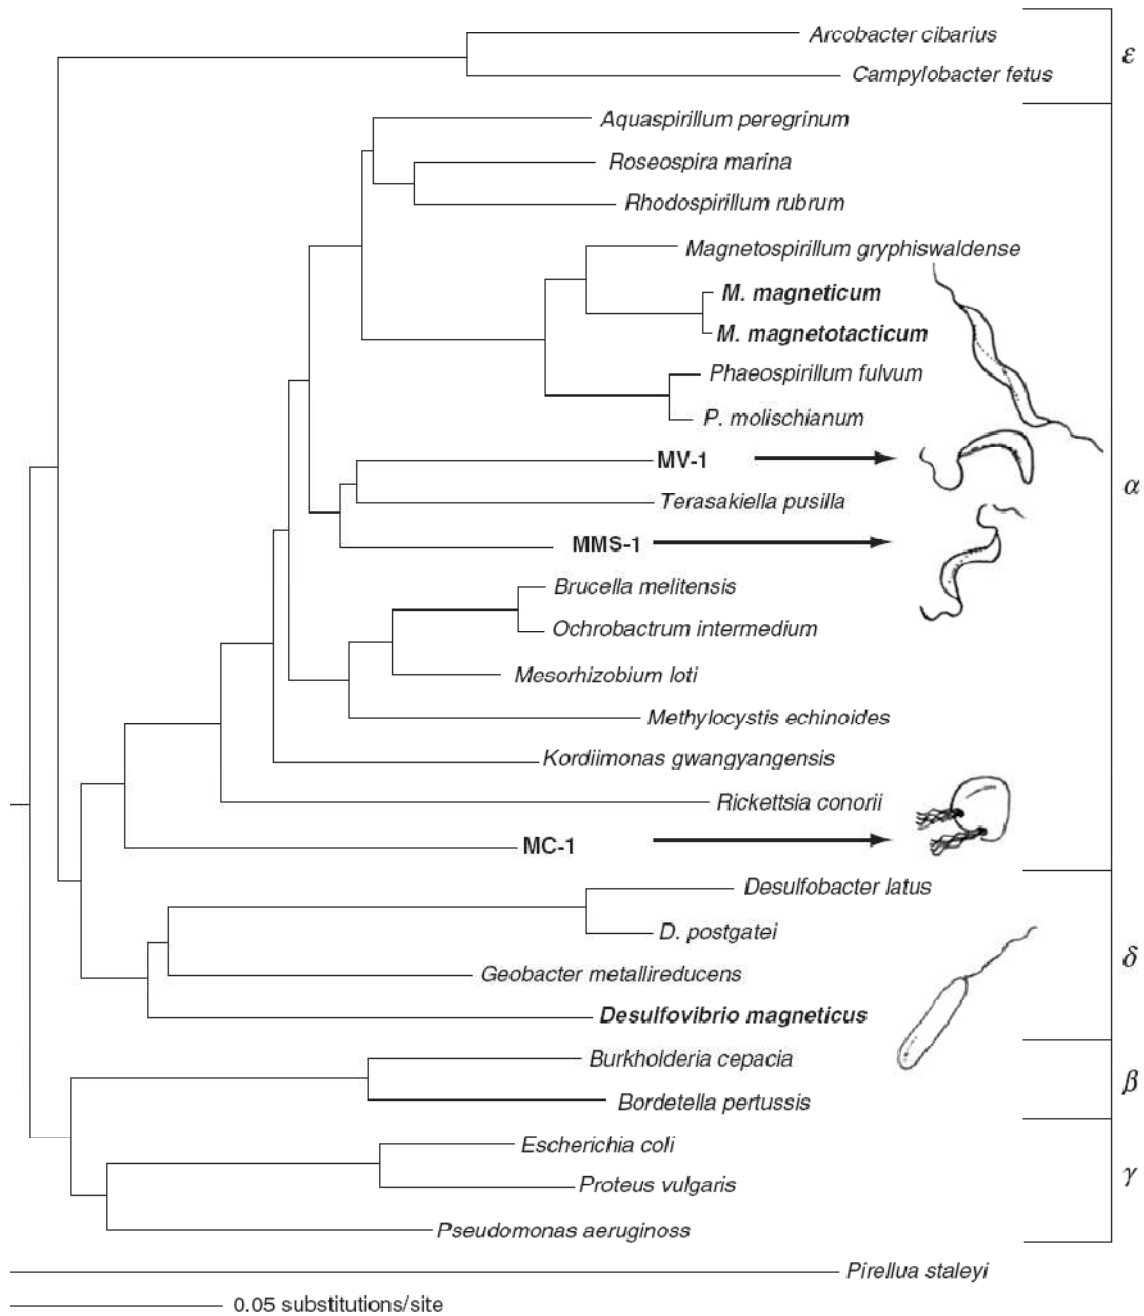 Arcobacter cibarius
ε
Campylobacter fetus
Aquaspirillum peregrinum
Roseospira marina
Rhodospirillum rubrum
Magnetospirillum gryphiswaldense
M. magneticum
M. magnetotacticum
Phaeospirillum fulvum
P. molischianum
MV-1
α
Terasakiella pusilla
MMS-1
Brucella melitensis
Ochrobactrum intermedium
Mesorhizobium loti
Methylocystis echinoides
Kordiimonas gwangyangensis
Rickettsia conorii
MC-1
Desulfobacter latus
D. postgatei
δ
Geobacter metallireducens
Desulfovibrio magneticus
Burkholderia cepacia
β
Bordetella pertussis
Escherichia coli
γ
Proteus vulgaris
Pseudomonas aeruginoss
Pirellua staleyi
0.05 substitutions/site